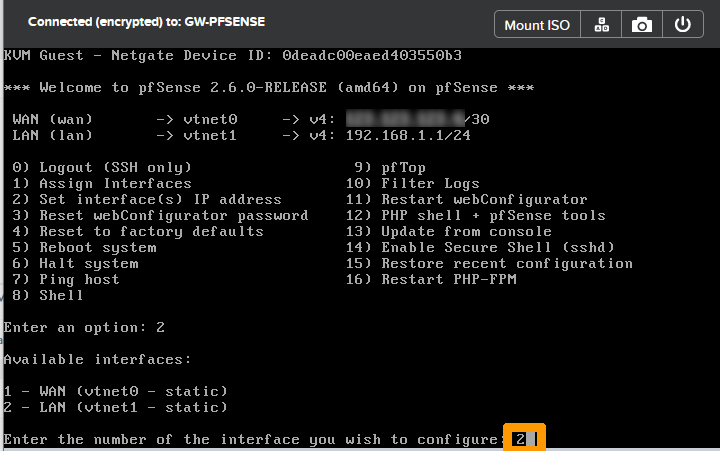 Connected (encrypted) to: GW-PFSENSE
Mount ISO
KVM Guest - Netgate Device ID: 0deadc00eaed403550b3
*** Welcome to pfSense 2.6.0-RELEASE (amd64) on pfSense ***
WAN (wan) -> vtnet0 -> v4: /30
LAN (lan) -> vtnet1 -> v4: 192.168.1.1/24
0) Logout (SSH only) 9) pfTop
1) Assign Interfaces 10) Filter Logs
2) Set interface(s) IP address 11) Restart webConfigurator
3) Reset webConfigurator password 12) PHP shell + pfSense tools
4) Reset to factory defaults 13) Update from console
5) Reboot system 14) Enable Secure Shell (sshd)
6) Halt system 15) Restore recent configuration
7) Ping host 16) Restart PHP-FPM
8) Shell
Enter an option: 2
Available interfaces:
1 - WAN (vtnet0 - static)
2 - LAN (vtnet1 - static)
Enter the number of the interface you wish to configure: 2